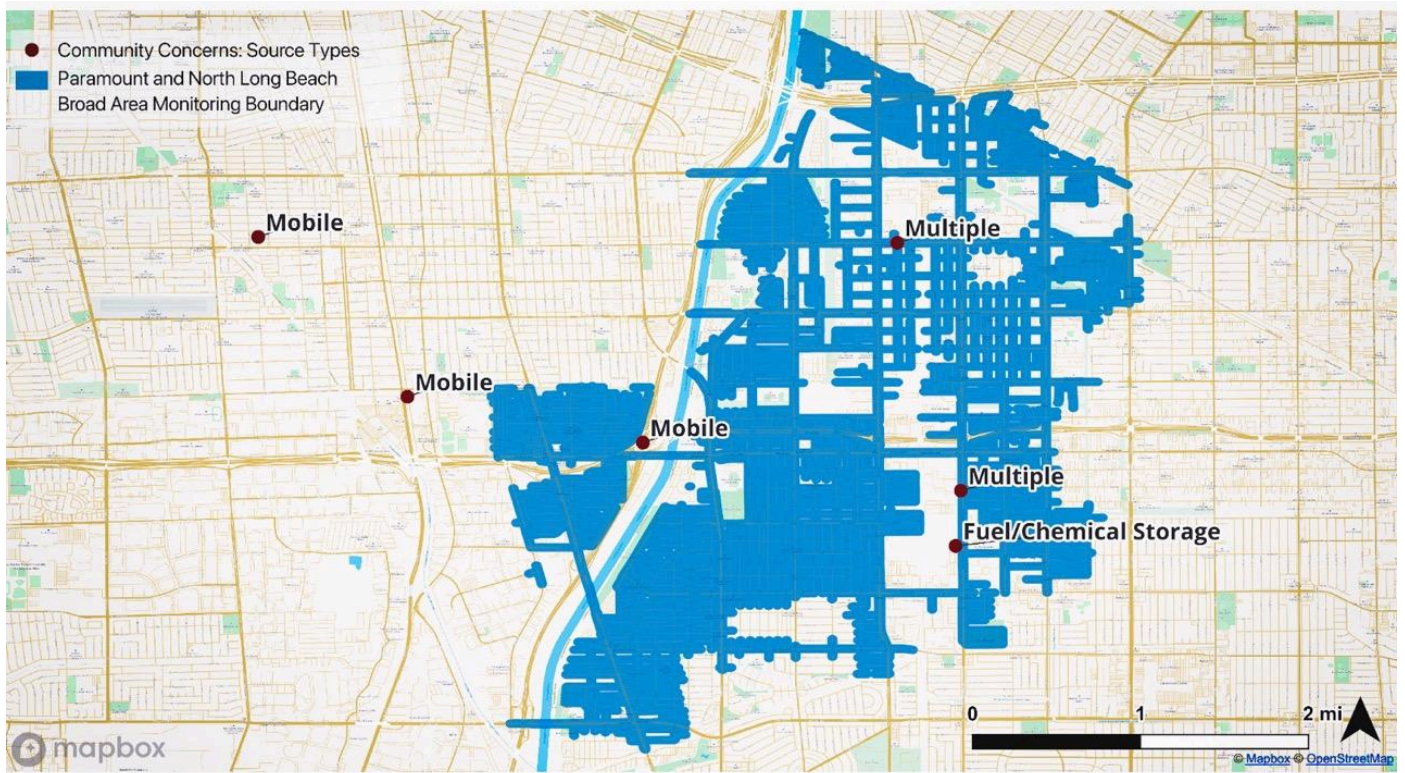 Community Concerns: Source Types
Paramount and North Long Beach
Broad Area Monitoring Boundary
Mobile
Multiple
Mobile
Mobile
Multiple
Fuel/Chemical Storage
0 1 2 mi
mapbox
© Mapbox © OpenStreetMap